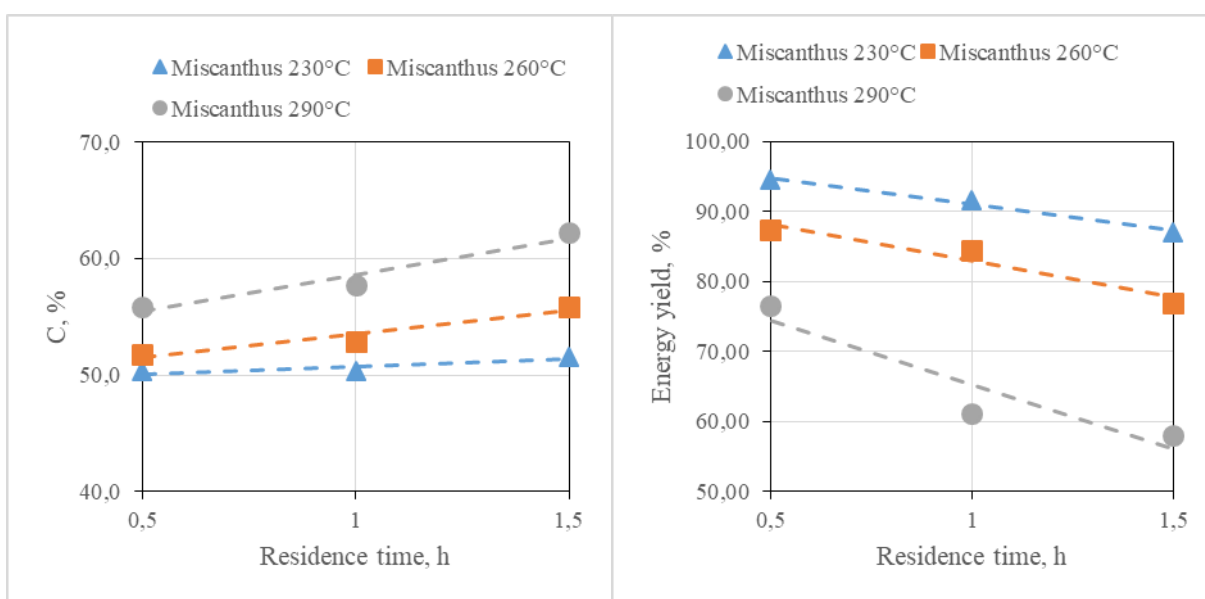 Miscanthus 230°C Miscanthus 260°C
Miscanthus 290°C
C, %
70,0
60,0
50,0
40,0
0,5 1 1,5
Residence time, h
Miscanthus 230°C Miscanthus 260°C
Miscanthus 290°C
Energy yield, %
100,00
90,00
80,00
70,00
60,00
50,00
0,5 1 1,5
Residence time, h